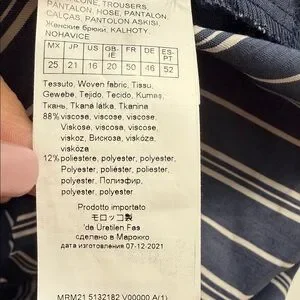 TROUSERS,
PANTALON, HOSE, PANTALÓN,
CALÇAS, PANTOLON ASKISI
Женские брюки, KALHOTY,
NOHAVICE
MX JP US GB-IE FR DE ES-PT
25 21 16 20 50 46 52
Tessuto, Woven fabric, Tissu,
Gewebe, Tejido, Tecido, Kumaş,
Ткань, Tkaná látka, Tkanina
88% viscosa, viscose, viscose,
Viskose, viscosa, viscose,
viskoz, Вискоза, viskóza,
viskóza
12% poliestere, polyester, polyester,
Polyester, poliéster, poliéster,
polyester, Полиэфир,
polyester, polyester
Prodotto importato
モロッコ製
'de Üretilen Fas
сделано в Марокко
дата изготовления 07-12-2021
MRM21 5132182 V00000 A(1)